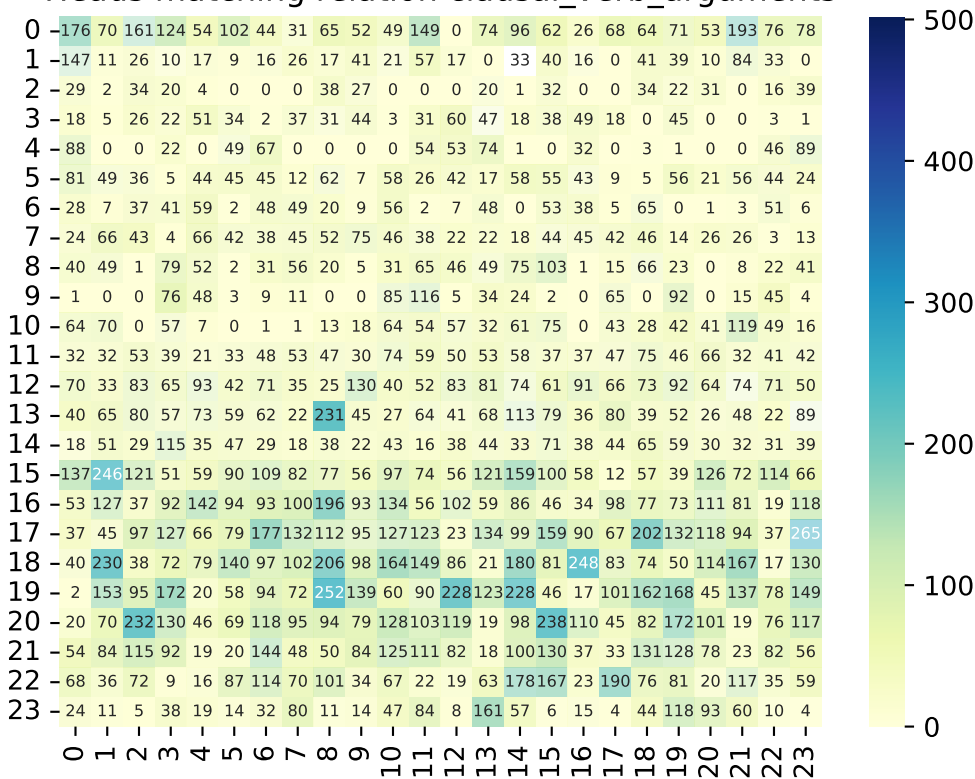 Heads matching relation clausal_verb_arguments
0 176 70 161 124 54 102 44 31 65 52 49 149 0 74 96 62 26 68 64 71 53 193 76 78
1 147 11 26 10 17 9 16 26 17 41 21 57 17 0 33 40 16 0 41 39 10 84 33 0
2 29 2 34 20 4 0 0 0 38 27 0 0 0 20 1 32 0 0 34 22 31 0 16 39
3 18 5 26 22 51 34 2 37 31 44 3 31 60 47 18 38 49 18 0 45 0 0 3 1
4 88 0 0 22 0 49 67 0 0 0 0 54 53 74 1 0 32 0 3 1 0 0 46 89
5 81 49 36 5 44 45 45 12 62 7 58 26 42 17 58 55 43 9 5 56 21 56 44 24
6 28 7 37 41 59 2 48 49 20 9 56 2 7 48 0 53 38 5 65 0 1 3 51 6
7 24 66 43 4 66 42 38 45 52 75 46 38 22 22 18 44 45 42 46 14 26 26 3 13
8 40 49 1 79 52 2 31 56 20 5 31 65 46 49 75 103 1 15 66 23 0 8 22 41
9 1 0 0 76 48 3 9 11 0 0 85 116 5 34 24 2 0 65 0 92 0 15 45 4
10 64 70 0 57 7 0 1 1 13 18 64 54 57 32 61 75 0 43 28 42 41 119 49 16
11 32 32 53 39 21 33 48 53 47 30 74 59 50 53 58 37 37 47 75 46 66 32 41 42
12 70 33 83 65 93 42 71 35 25 130 40 52 83 81 74 61 91 66 73 92 64 74 71 50
13 40 65 80 57 73 59 62 22 231 45 27 64 41 68 113 79 36 80 39 52 26 48 22 89
14 18 51 29 115 35 47 29 18 38 22 43 16 38 44 33 71 38 44 65 59 30 32 31 39
15 137 246 121 51 59 90 109 82 77 56 97 74 56 121 159 100 58 12 57 39 126 72 114 66
16 53 127 37 92 142 94 93 100 196 93 134 56 102 59 86 46 34 98 77 73 111 81 19 118
17 37 45 97 127 66 79 177 132 112 95 127 123 23 134 99 159 90 67 202 132 118 94 37 265
18 40 230 38 72 79 140 97 102 206 98 164 149 86 21 180 81 248 83 74 50 114 167 17 130
19 2 153 95 172 20 58 94 72 252 139 60 90 228 123 228 46 17 101 162 168 45 137 78 149
20 20 70 232 130 46 69 118 95 94 79 128 103 119 19 98 238 110 45 82 172 101 19 76 117
21 54 84 115 92 19 20 144 48 50 84 125 111 82 18 100 130 37 33 131 128 78 23 82 56
22 68 36 72 9 16 87 114 70 101 34 67 22 19 63 178 167 23 190 76 81 20 117 35 59
23 24 11 5 38 19 14 32 80 11 14 47 84 8 161 57 6 15 4 44 118 93 60 10 4
0 1 2 3 4 5 6 7 8 9 10 11 12 13 14 15 16 17 18 19 20 21 22 23
500
400
300
200
100
0